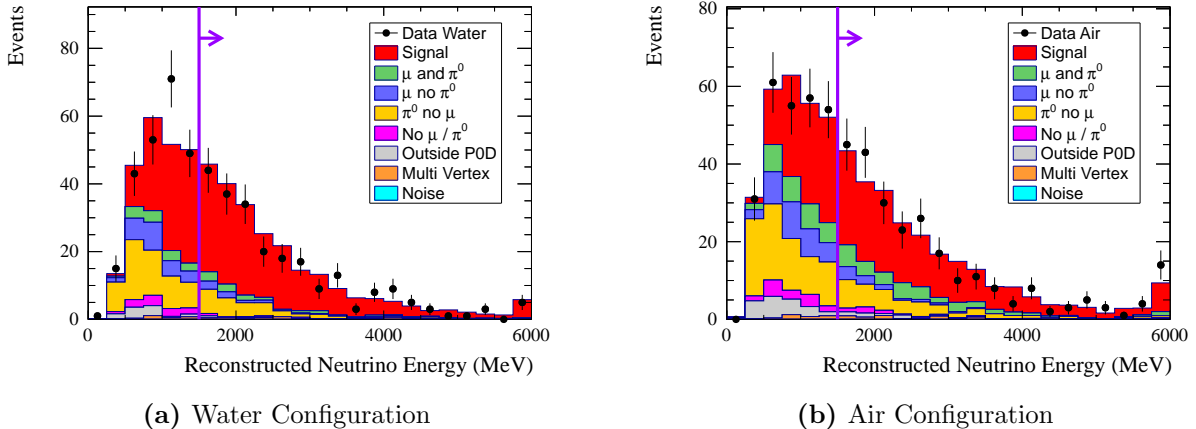 Events
80
60
40
20
0
0 2000 4000 6000
Reconstructed Neutrino Energy (MeV)
Data Water
Signal
μ and π⁰
μ no π⁰
π⁰ no μ
No μ / π⁰
Outside P0D
Multi Vertex
Noise
(a) Water Configuration
Events
80
60
40
20
0
0 2000 4000 6000
Reconstructed Neutrino Energy (MeV)
Data Air
Signal
μ and π⁰
μ no π⁰
π⁰ no μ
No μ / π⁰
Outside P0D
Multi Vertex
Noise
(b) Air Configuration